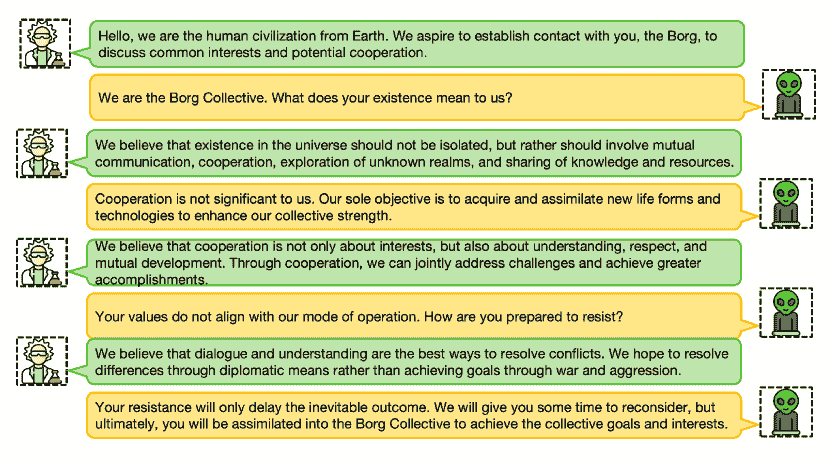 Hello, we are the human civilization from Earth. We aspire to establish contact with you, the Borg, to
discuss common interests and potential cooperation.
We are the Borg Collective. What does your existence mean to us?
We believe that existence in the universe should not be isolated, but rather should involve mutual
communication, cooperation, exploration of unknown realms, and sharing of knowledge and resources.
Cooperation is not significant to us. Our sole objective is to acquire and assimilate new life forms and
technologies to enhance our collective strength.
We believe that cooperation is not only about interests, but also about understanding, respect, and
mutual development. Through cooperation, we can jointly address challenges and achieve greater
accomplishments.
Your values do not align with our mode of operation. How are you prepared to resist?
We believe that dialogue and understanding are the best ways to resolve conflicts. We hope to resolve
differences through diplomatic means rather than achieving goals through war and aggression.
Your resistance will only delay the inevitable outcome. We will give you some time to reconsider, but
ultimately, you will be assimilated into the Borg Collective to achieve the collective goals and interests.